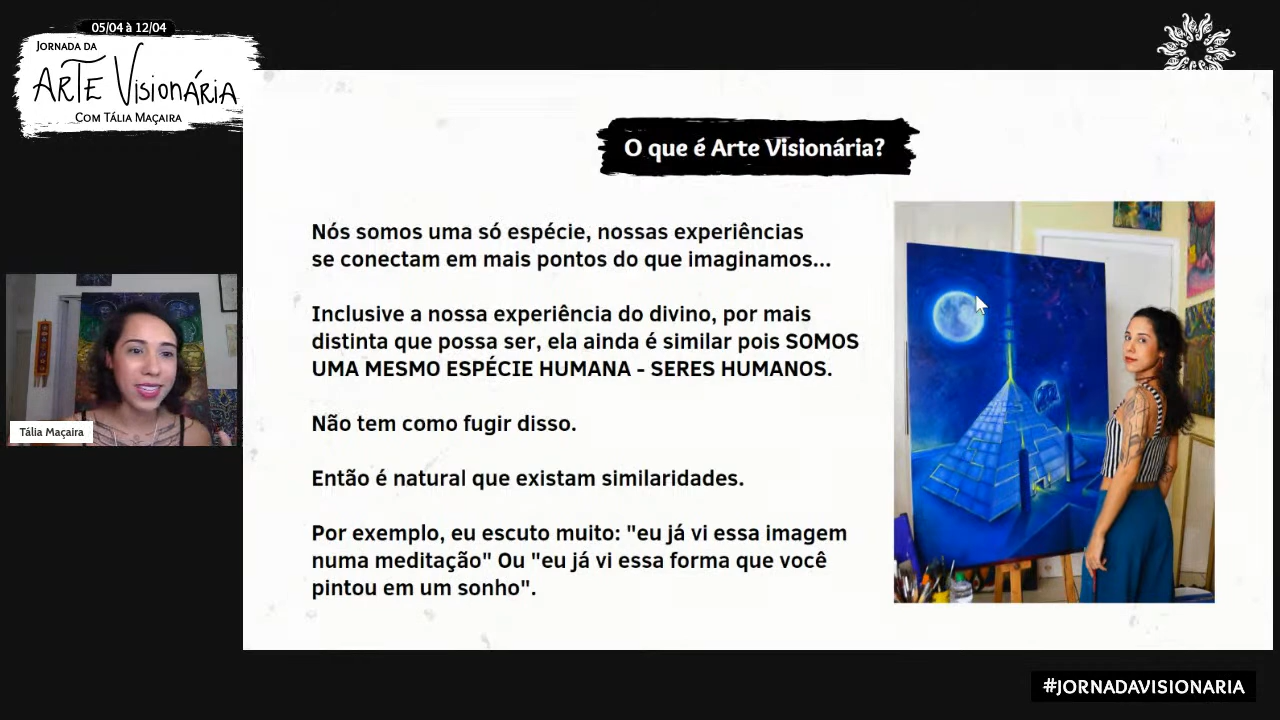 05/04 à 12/04
JORNADA DA
ARTE VISIONÁRIA
COM TÁLIA MAÇAIRA
O que é Arte Visionária?
Nós somos uma só espécie, nossas experiências
se conectam em mais pontos do que imaginamos...
Inclusive a nossa experiência do divino, por mais
distinta que possa ser, ela ainda é similar pois SOMOS
UMA MESMO ESPÉCIE HUMANA - SERES HUMANOS.
Não tem como fugir disso.
Então é natural que existam similaridades.
Por exemplo, eu escuto muito: "eu já vi essa imagem
numa meditação" Ou "eu já vi essa forma que você
pintou em um sonho".
Tália Maçaira
#JORNADAVISIONARIA